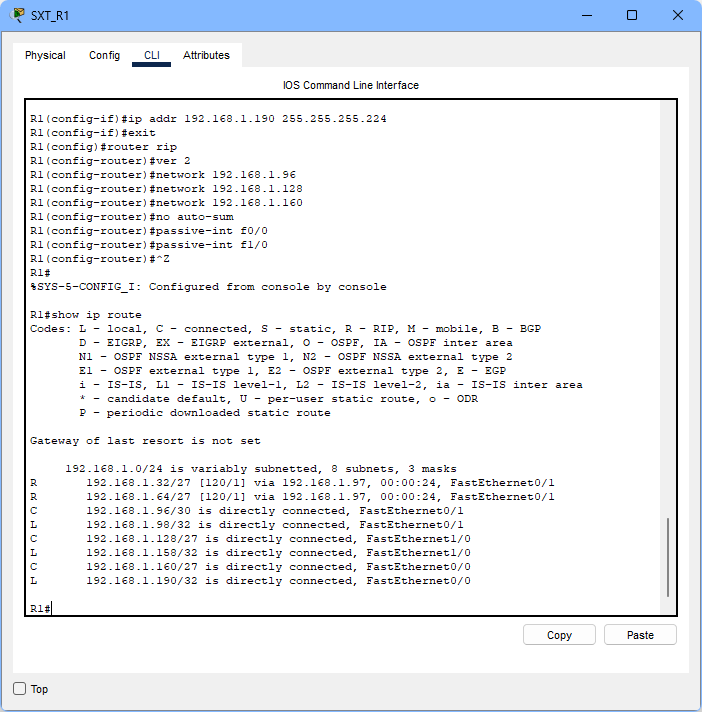 SXT_R1
Physical Config CLI Attributes
IOS Command Line Interface
R1(config-if)#ip addr 192.168.1.190 255.255.255.224
R1(config-if)#exit
R1(config)#router rip
R1(config-router)#ver 2
R1(config-router)#network 192.168.1.96
R1(config-router)#network 192.168.1.128
R1(config-router)#network 192.168.1.160
R1(config-router)#no auto-sum
R1(config-router)#passive-int f0/0
R1(config-router)#passive-int f1/0
R1(config-router)#^Z
R1#
%SYS-5-CONFIG_I: Configured from console by console
R1#show ip route
Codes: L - local, C - connected, S - static, R - RIP, M - mobile, B - BGP
D - EIGRP, EX - EIGRP external, O - OSPF, IA - OSPF inter area
N1 - OSPF NSSA external type 1, N2 - OSPF NSSA external type 2
E1 - OSPF external type 1, E2 - OSPF external type 2, E - EGP
i - IS-IS, L1 - IS-IS level-1, L2 - IS-IS level-2, ia - IS-IS inter area
* - candidate default, U - per-user static route, o - ODR
P - periodic downloaded static route
Gateway of last resort is not set
192.168.1.0/24 is variably subnetted, 8 subnets, 3 masks
R 192.168.1.32/27 [120/1] via 192.168.1.97, 00:00:24, FastEthernet0/1
R 192.168.1.64/27 [120/1] via 192.168.1.97, 00:00:24, FastEthernet0/1
C 192.168.1.96/30 is directly connected, FastEthernet0/1
L 192.168.1.98/32 is directly connected, FastEthernet0/1
C 192.168.1.128/27 is directly connected, FastEthernet1/0
L 192.168.1.158/32 is directly connected, FastEthernet1/0
C 192.168.1.160/27 is directly connected, FastEthernet0/0
L 192.168.1.190/32 is directly connected, FastEthernet0/0
R1#
Copy Paste
Top